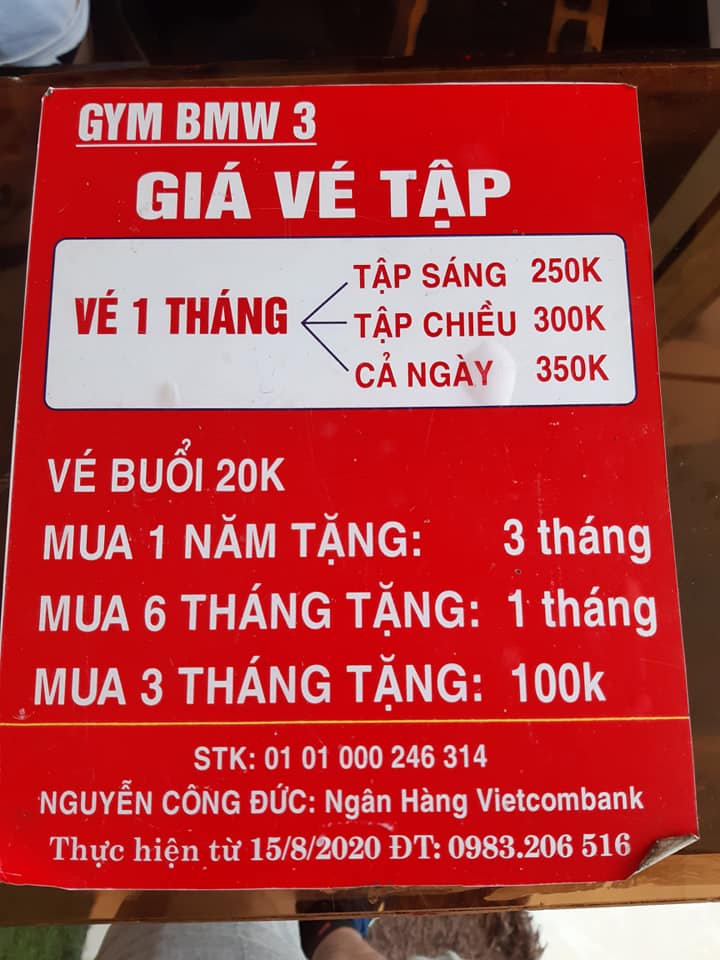 GYM BMW 3
GIÁ VÉ TẬP
VÉ 1 THÁNG
TẬP SÁNG 250K
TẬP CHIỀU 300K
CẢ NGÀY 350K
VÉ BUỔI 20K
MUA 1 NĂM TẶNG: 3 tháng
MUA 6 THÁNG TẶNG: 1 tháng
MUA 3 THÁNG TẶNG: 100k
STK: 01 01 000 246 314
NGUYỄN CÔNG ĐỨC: Ngân Hàng Vietcombank
Thực hiện từ 15/8/2020 ĐT: 0983.206 516